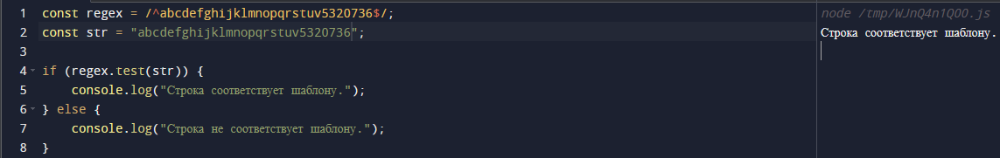 1 const regex = /^abcdefghijklmnopqrstuv5320736$/;
2 const str = "abcdefghijklmnopqrstuv5320736";
3
4 if (regex.test(str)) {
5 console.log("Строка соответствует шаблону.");
6 } else {
7 console.log("Строка не соответствует шаблону.");
8 }
node /tmp/WJnQ4n1QOO.js
Строка соответствует шаблону.